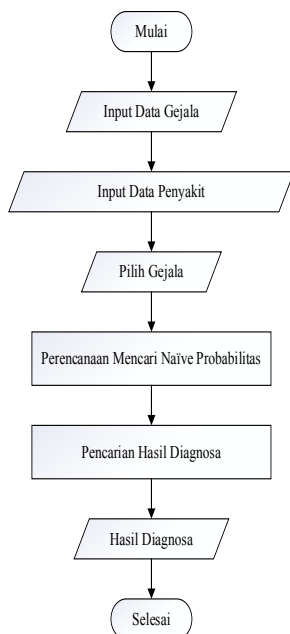 Mulai
Input Data Gejala
Input Data Penyakit
Pilih Gejala
Perencanaan Mencari Naïve Probabilitas
Pencarian Hasil Diagnosa
Hasil Diagnosa
Selesai